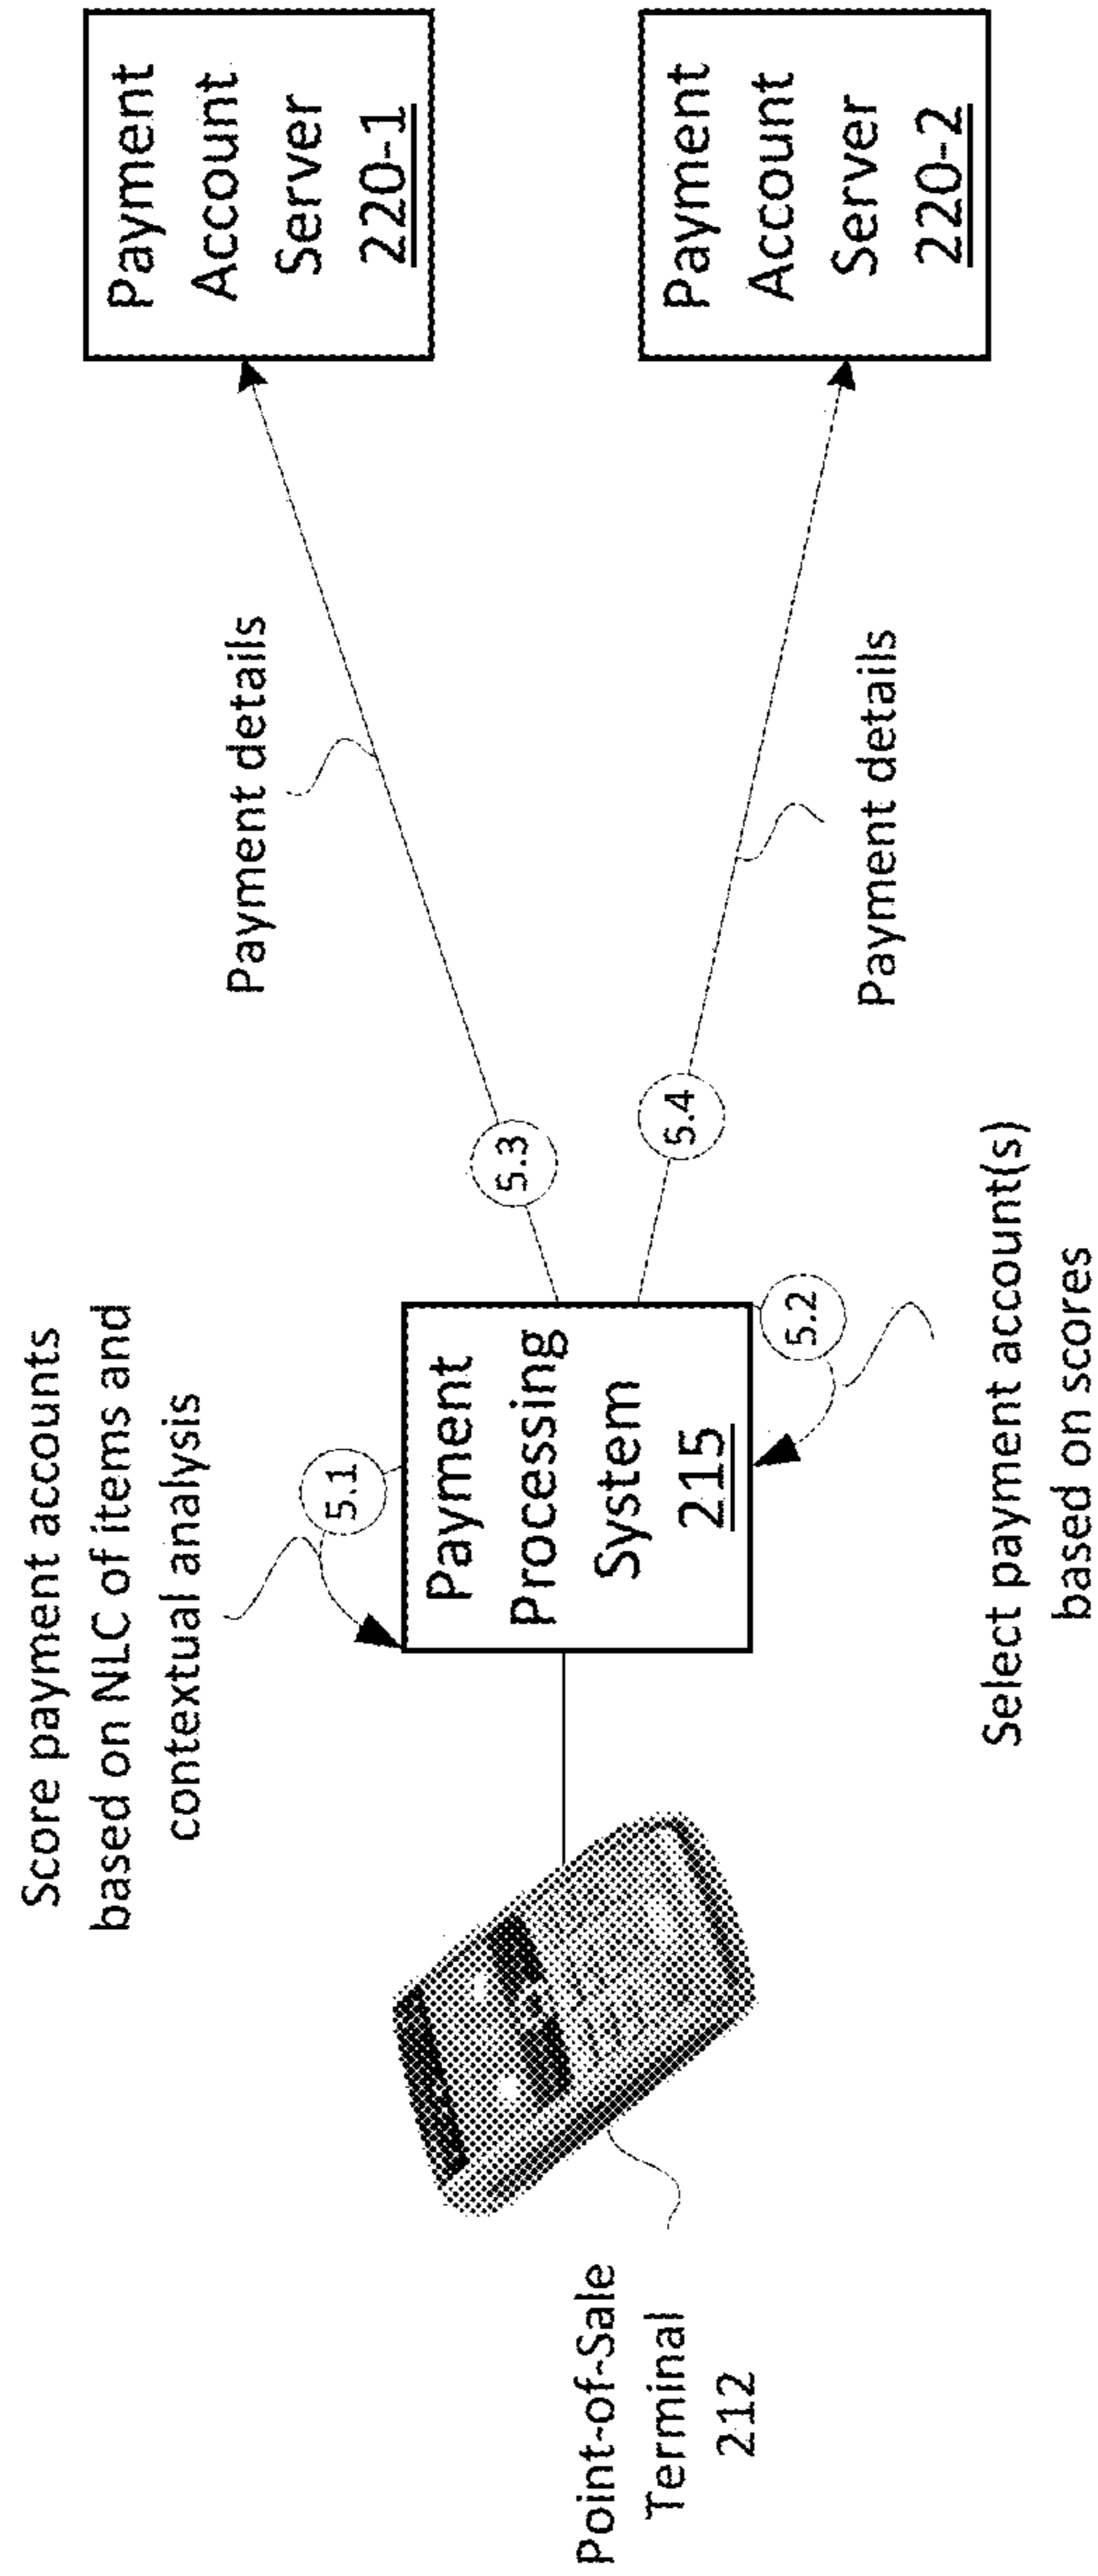 Score payment accounts
based on NLC of items and
contextual analysis
5.1
Point-of-Sale
Terminal
212
Payment
Processing
System
215
5.2
Select payment account(s)
based on scores
5.3
Payment details
5.4
Payment details
Payment
Account
Server
220-1
Payment
Account
Server
220-2